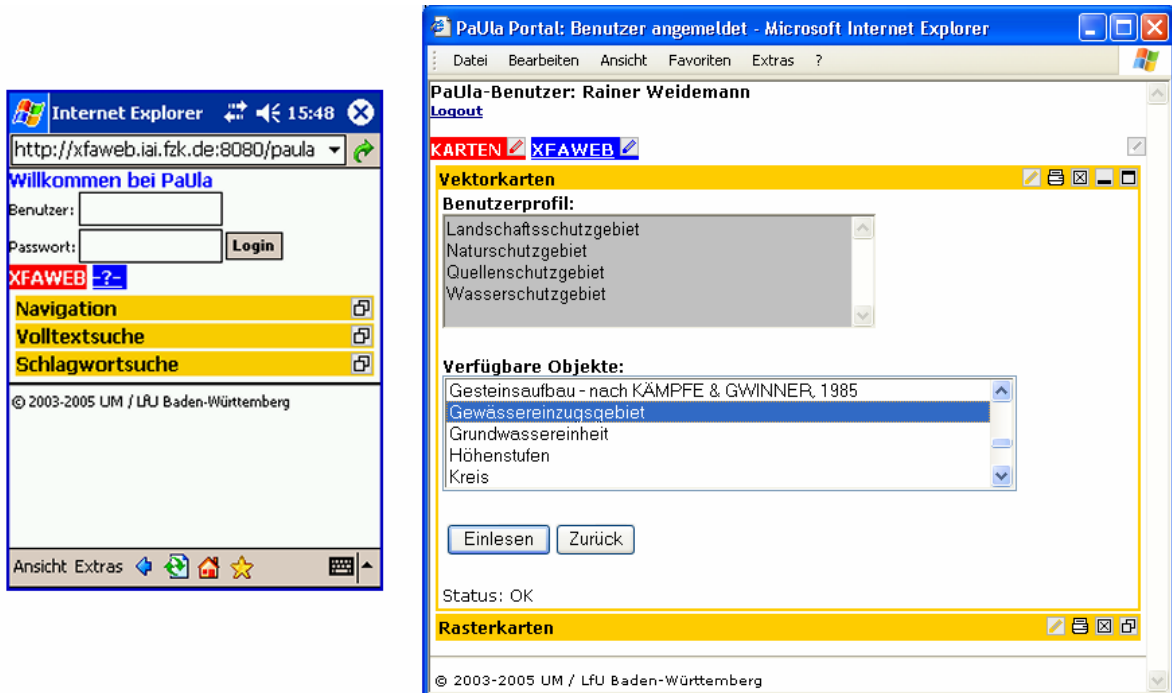 Internet Explorer 15:48
http://xfaweb.iai.fzk.de:8080/paula
Willkommen bei PaUla
Benutzer:
Passwort: Login
XFAWEB -?-
Navigation
Volltextsuche
Schlagwortsuche
© 2003-2005 UM / LfU Baden-Württemberg
Ansicht Extras
PaUla Portal: Benutzer angemeldet - Microsoft Internet Explorer
Datei Bearbeiten Ansicht Favoriten Extras ?
PaUla-Benutzer: Rainer Weidemann
Logout
KARTEN XFAWEB
Vektorkarten
Benutzerprofil:
Landschaftsschutzgebiet
Naturschutzgebiet
Quellenschutzgebiet
Wasserschutzgebiet
Verfügbare Objekte:
Gesteinsaufbau - nach KÄMPFE & GWINNER, 1985
Gewässereinzugsgebiet
Grundwassereinheit
Höhenstufen
Kreis
Einlesen Zurück
Status: OK
Rasterkarten
© 2003-2005 UM / LfU Baden-Württemberg